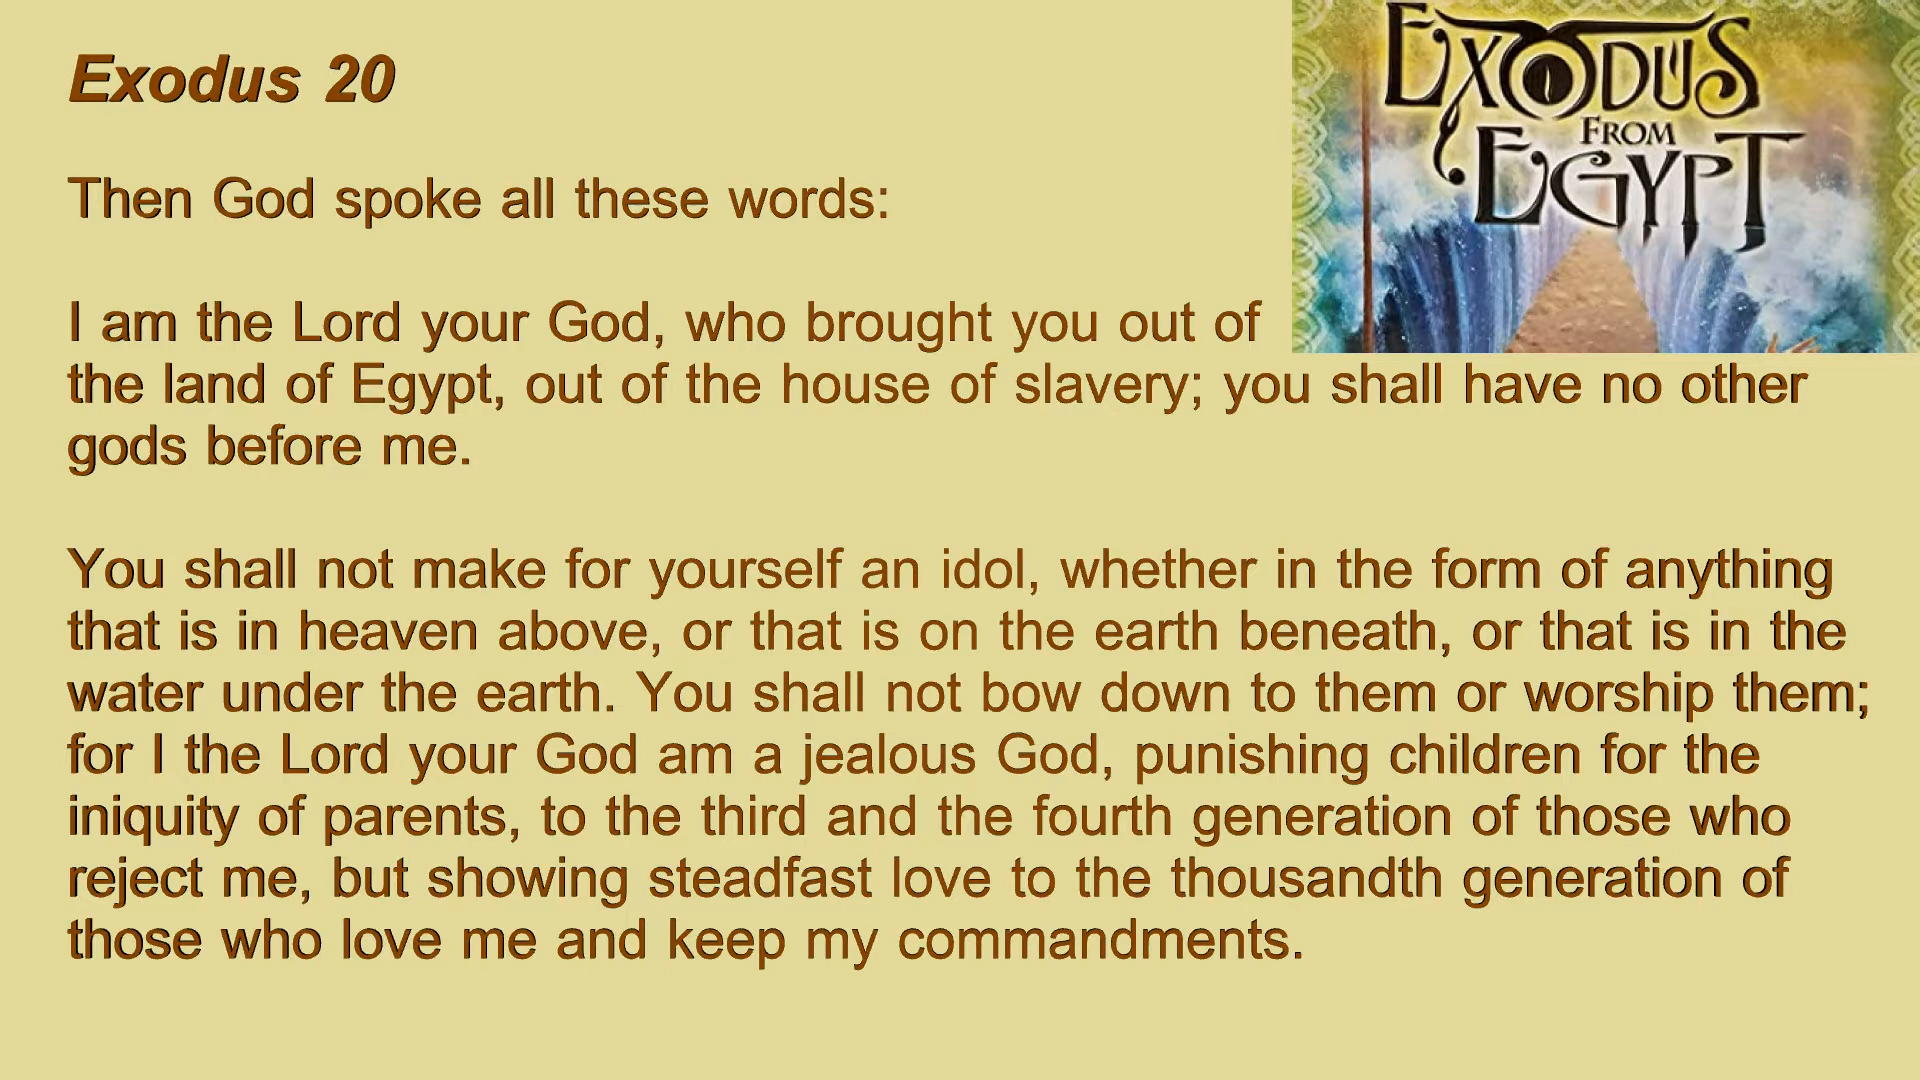 Exodus 20
EXODUS
FROM
EGYPT
Then God spoke all these words:
I am the Lord your God, who brought you out of
the land of Egypt, out of the house of slavery; you shall have no other
gods before me.
You shall not make for yourself an idol, whether in the form of anything
that is in heaven above, or that is on the earth beneath, or that is in the
water under the earth. You shall not bow down to them or worship them;
for I the Lord your God am a jealous God, punishing children for the
iniquity of parents, to the third and the fourth generation of those who
reject me, but showing steadfast love to the thousandth generation of
those who love me and keep my commandments.